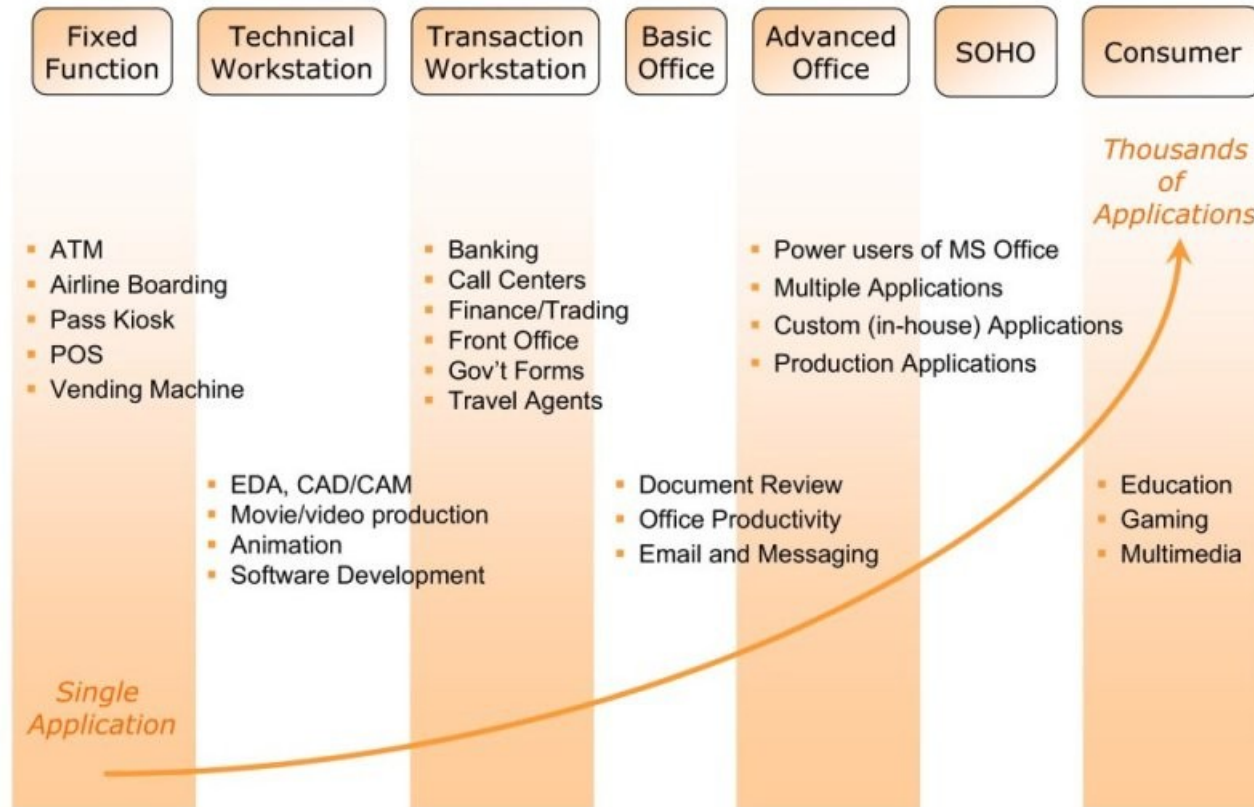 Fixed
Function
Technical
Workstation
Transaction
Workstation
Basic
Office
Advanced
Office
SOHO
Consumer
Thousands
of
Applications
ATM
Airline Boarding
Pass Kiosk
POS
Vending Machine
Banking
Call Centers
Finance/Trading
Front Office
Gov't Forms
Travel Agents
Power users of MS Office
Multiple Applications
Custom (in-house) Applications
Production Applications
EDA, CAD/CAM
Movie/video production
Animation
Software Development
Document Review
Office Productivity
Email and Messaging
Education
Gaming
Multimedia
Single
Application